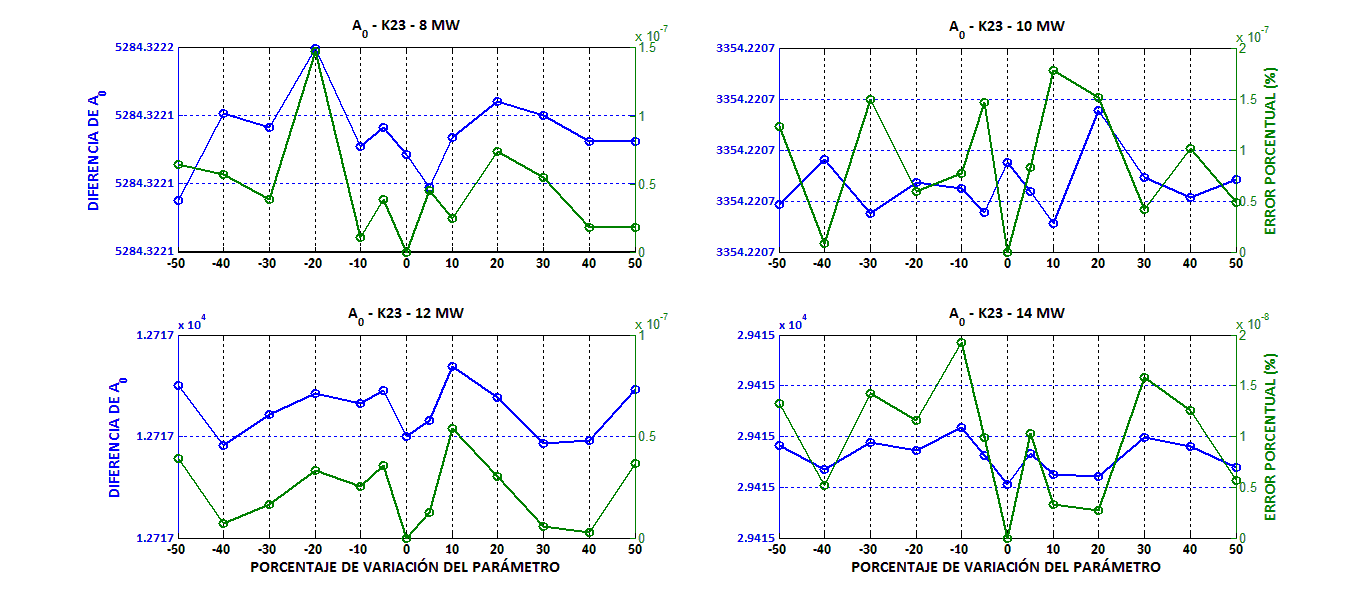 A0 - K23 - 8 MW
x 10-7
5284.3222
5284.3221
5284.3221
5284.3221
DIFERENCIA DE A0
1.5
1
0.5
0
-50 -40 -30 -20 -10 0 10 20 30 40 50
A0 - K23 - 10 MW
x 10-7
3354.2207
3354.2207
3354.2207
3354.2207
3354.2207
2
1.5
1
0.5
0
ERROR PORCENTUAL (%)
-50 -40 -30 -20 -10 0 10 20 30 40 50
A0 - K23 - 12 MW
x 104
x 10-7
1.2717
1.2717
1.2717
DIFERENCIA DE A0
1
0.5
0
-50 -40 -30 -20 -10 0 10 20 30 40 50
PORCENTAJE DE VARIACIÓN DEL PARÁMETRO
A0 - K23 - 14 MW
x 104
x 10-8
2.9415
2.9415
2.9415
2.9415
2.9415
2
1.5
1
0.5
0
ERROR PORCENTUAL (%)
-50 -40 -30 -20 -10 0 10 20 30 40 50
PORCENTAJE DE VARIACIÓN DEL PARÁMETRO